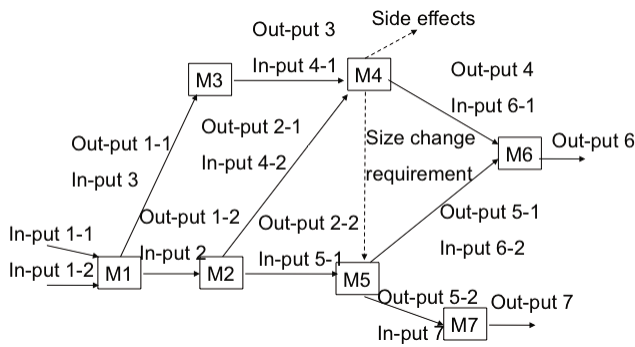 Side effects
Out-put 3
M3
In-put 4-1
M4
Out-put 4
In-put 6-1
Out-put 1-1
In-put 3
Out-put 2-1
In-put 4-2
Size change
requirement
M6
Out-put 6
Out-put 1-2
In-put 2
Out-put 2-2
In-put 5-1
Out-put 5-1
In-put 6-2
In-put 1-1
In-put 1-2
M1
M2
M5
Out-put 5-2
In-put 7
M7
Out-put 7